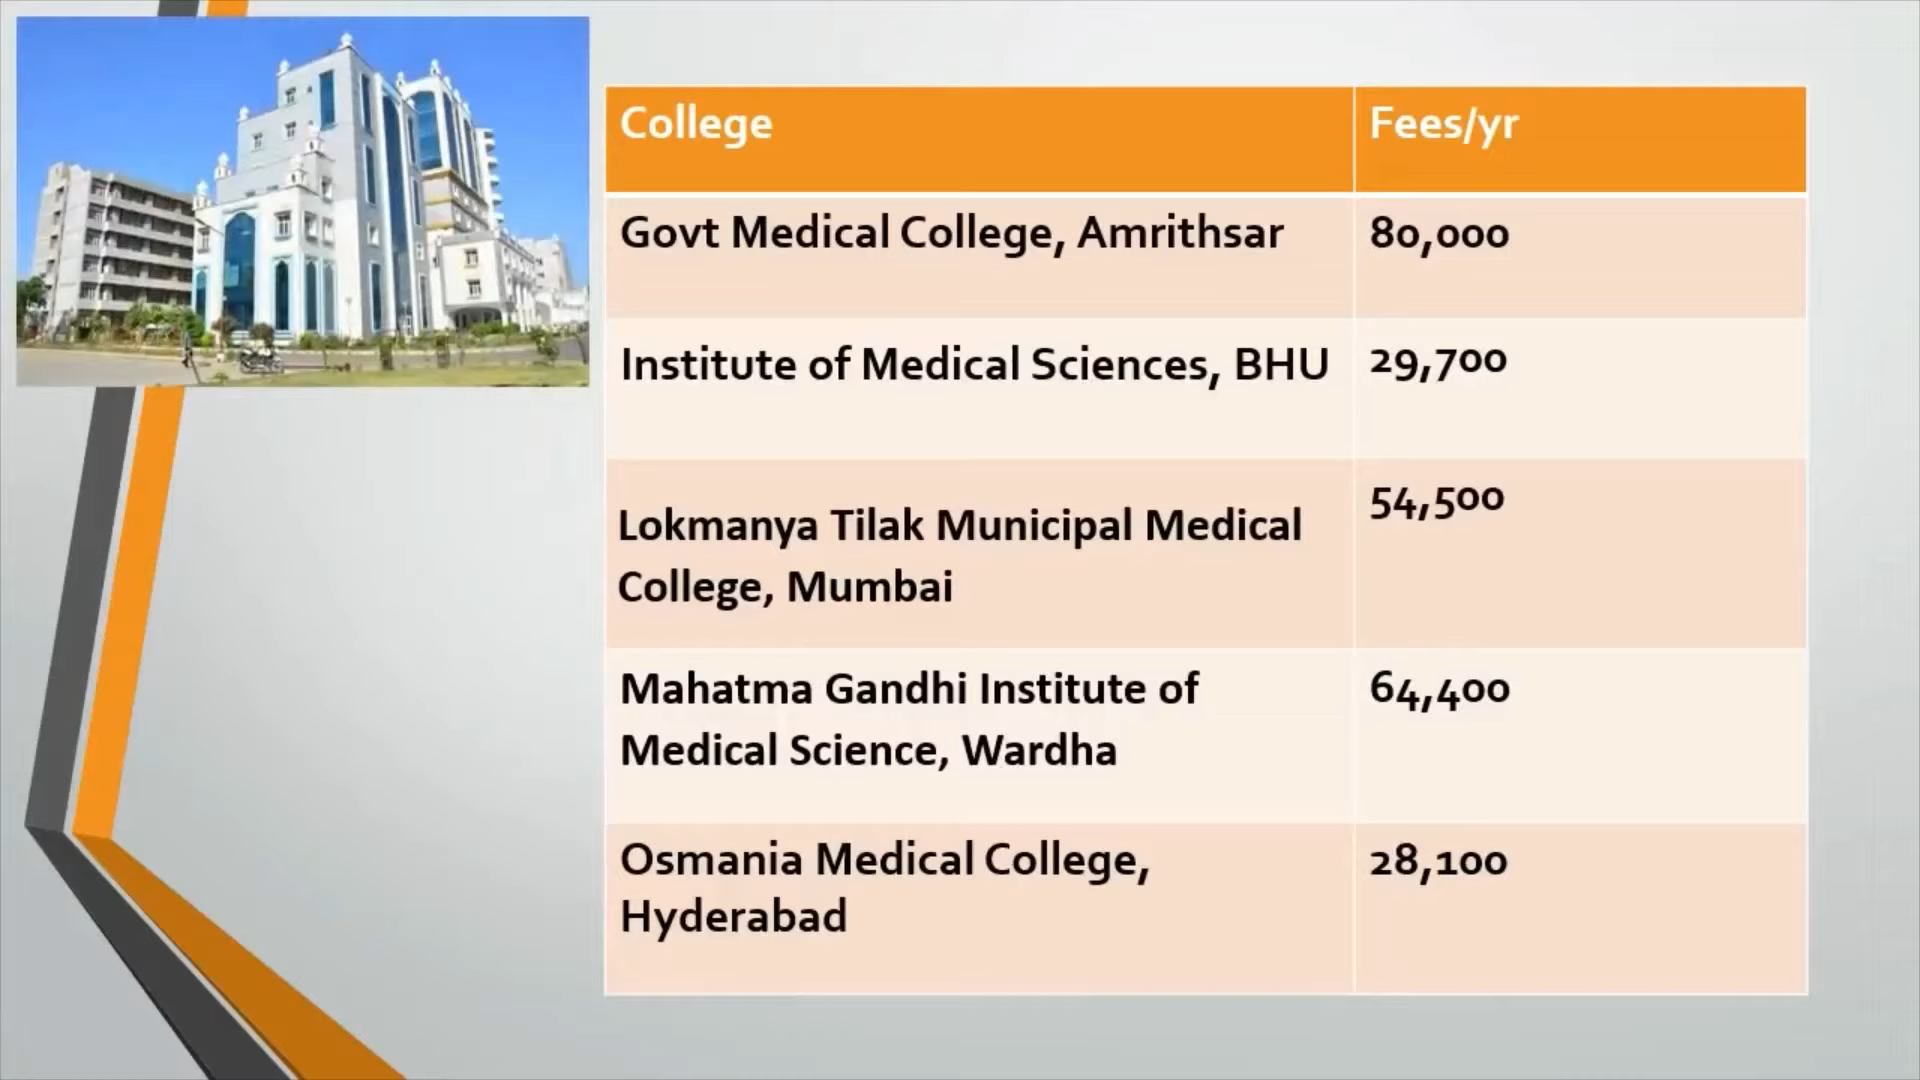 College Fees/yr
Govt Medical College, Amrithsar 80,000
Institute of Medical Sciences, BHU 29,700
Lokmanya Tilak Municipal Medical 54,500
College, Mumbai
Mahatma Gandhi Institute of 64,400
Medical Science, Wardha
Osmania Medical College, 28,100
Hyderabad